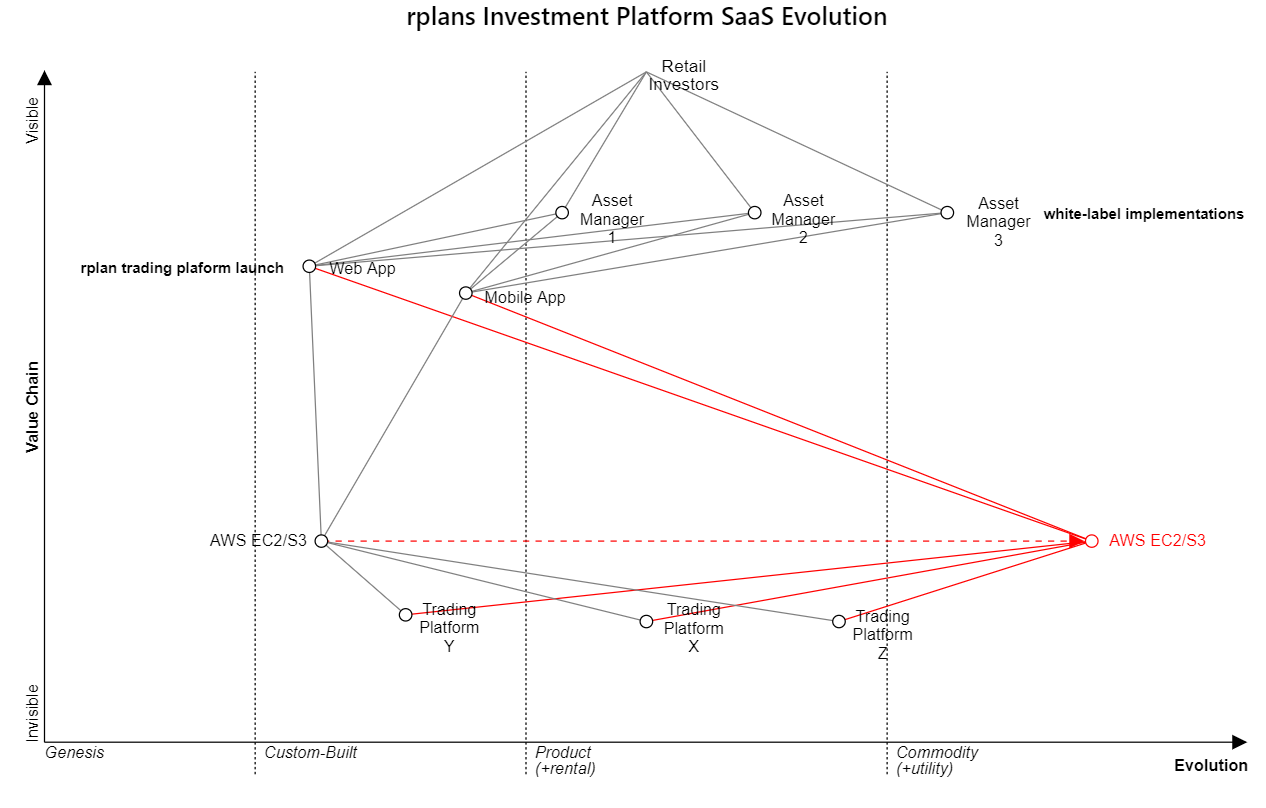 rplans Investment Platform SaaS Evolution
Visible
Retail
Investors
Asset
Manager
1
Asset
Manager
2
Asset
Manager
3
white-label implementations
rplan trading plaform launch
Web App
Mobile App
Value Chain
AWS EC2/S3
AWS EC2/S3
Trading
Platform
Y
Trading
Platform
X
Trading
Platform
Z
Invisible
Genesis
Custom-Built
Product
(+rental)
Commodity
(+utility)
Evolution